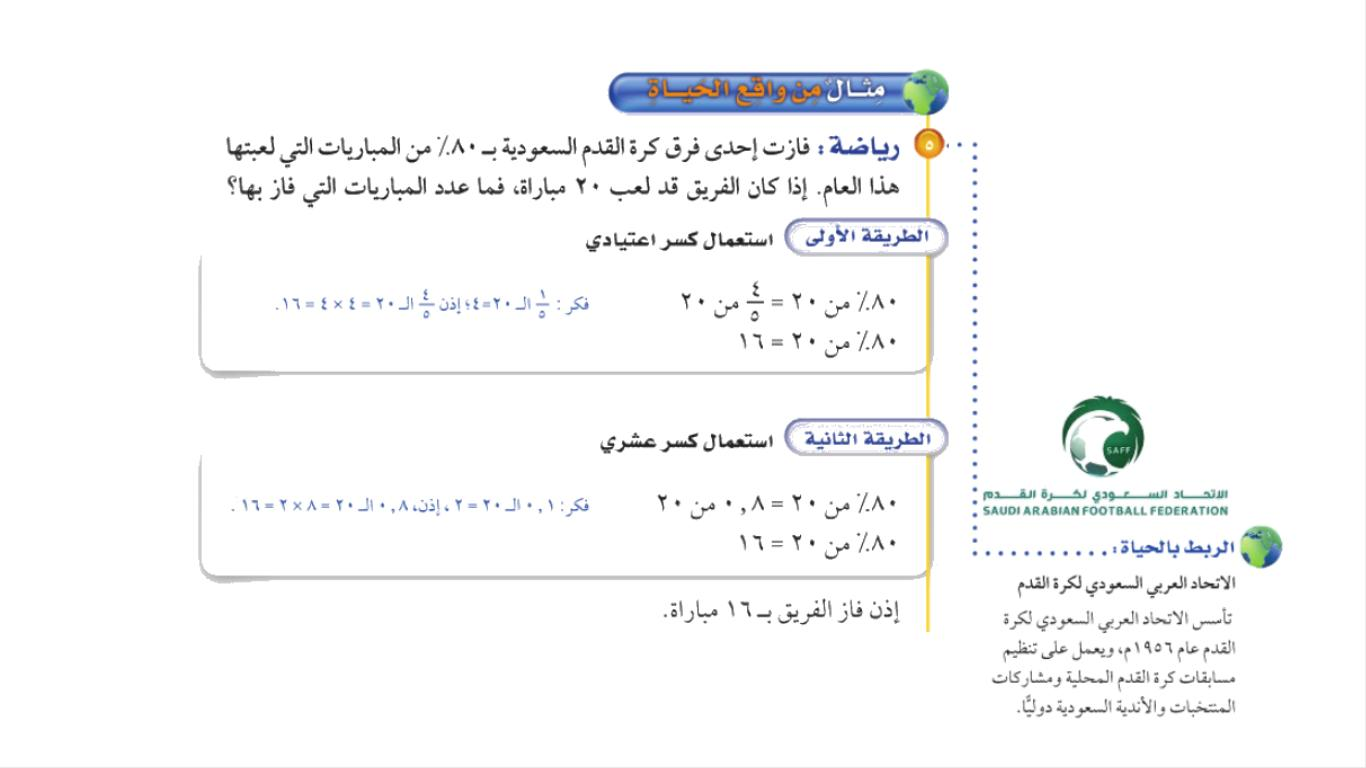 مثال من واقع الحياة
٥ رياضة: فازت إحدى فرق كرة القدم السعودية بـ ٨٠٪ من المباريات التي لعبتها
هذا العام. إذا كان الفريق قد لعب ٢٠ مباراة، فما عدد المباريات التي فاز بها؟
الطريقة الأولى استعمال كسر اعتيادي
٨٠٪ من ٢٠ = ٤/٥ من ٢٠ فكر: ١/٥ الـ ٢٠=٤؛ إذن ٤/٥ الـ ٢٠ = ٤ × ٤ = ١٦.
٨٠٪ من ٢٠ = ١٦
الطريقة الثانية استعمال كسر عشري
٨٠٪ من ٢٠ = ٠,٨ من ٢٠ فكر: ٠,١ الـ ٢٠ = ٢، إذن، ٠,٨ الـ ٢٠ = ٨ × ٢ = ١٦.
٨٠٪ من ٢٠ = ١٦
إذن فاز الفريق بـ ١٦ مباراة.
SAFF
الاتحاد السعودي لكرة القدم
SAUDI ARABIAN FOOTBALL FEDERATION
الربط بالحياة:
الاتحاد العربي السعودي لكرة القدم
تأسس الاتحاد العربي السعودي لكرة
القدم عام ١٩٥٦م، ويعمل على تنظيم
مسابقات كرة القدم المحلية ومشاركات
المنتخبات والأندية السعودية دوليًّا.